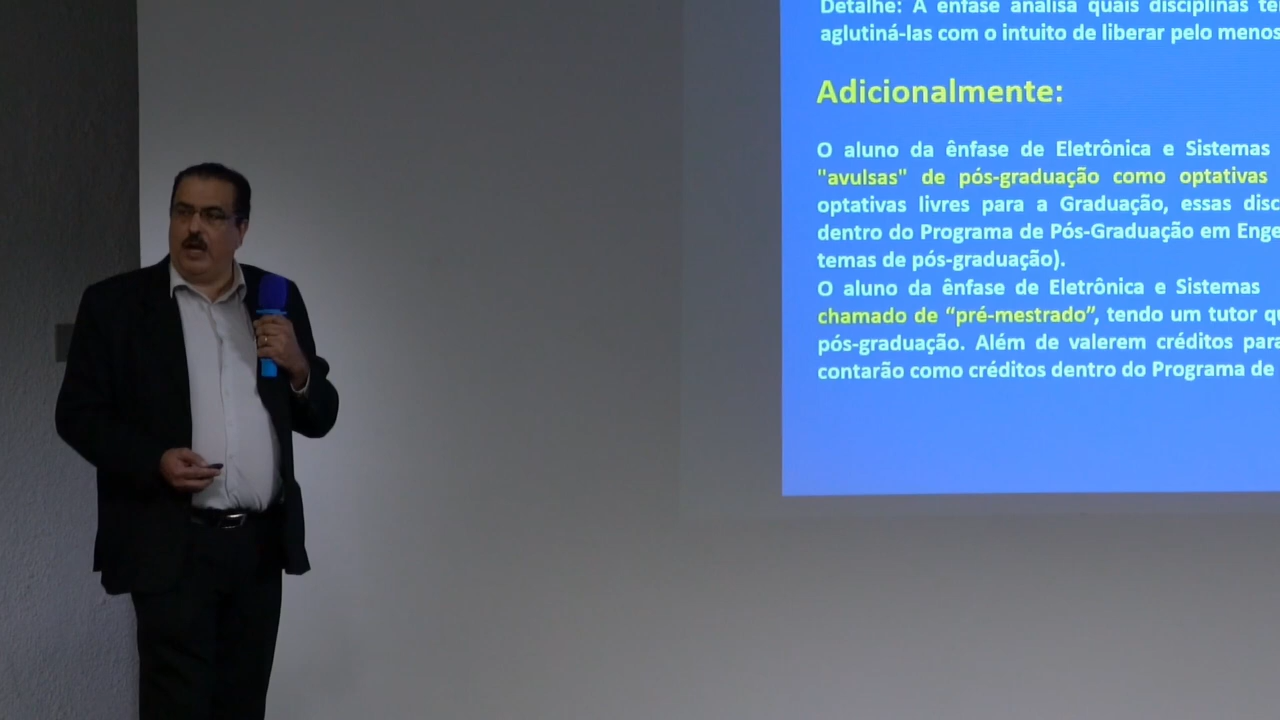 Detalhe: A ênfase analisa quais disciplinas
aglutiná-las com o intuito de liberar pelo menos
Adicionalmente:
O aluno da ênfase de Eletrônica e Sistemas
"avulsas" de pós-graduação como optativas
optativas livres para a Graduação, essas
dentro do Programa de Pós-Graduação em
temas de pós-graduação).
O aluno da ênfase de Eletrônica e Sistemas
chamado de “pré-mestrado”, tendo um tutor
pós-graduação. Além de valerem créditos para
contarão como créditos dentro do Programa de